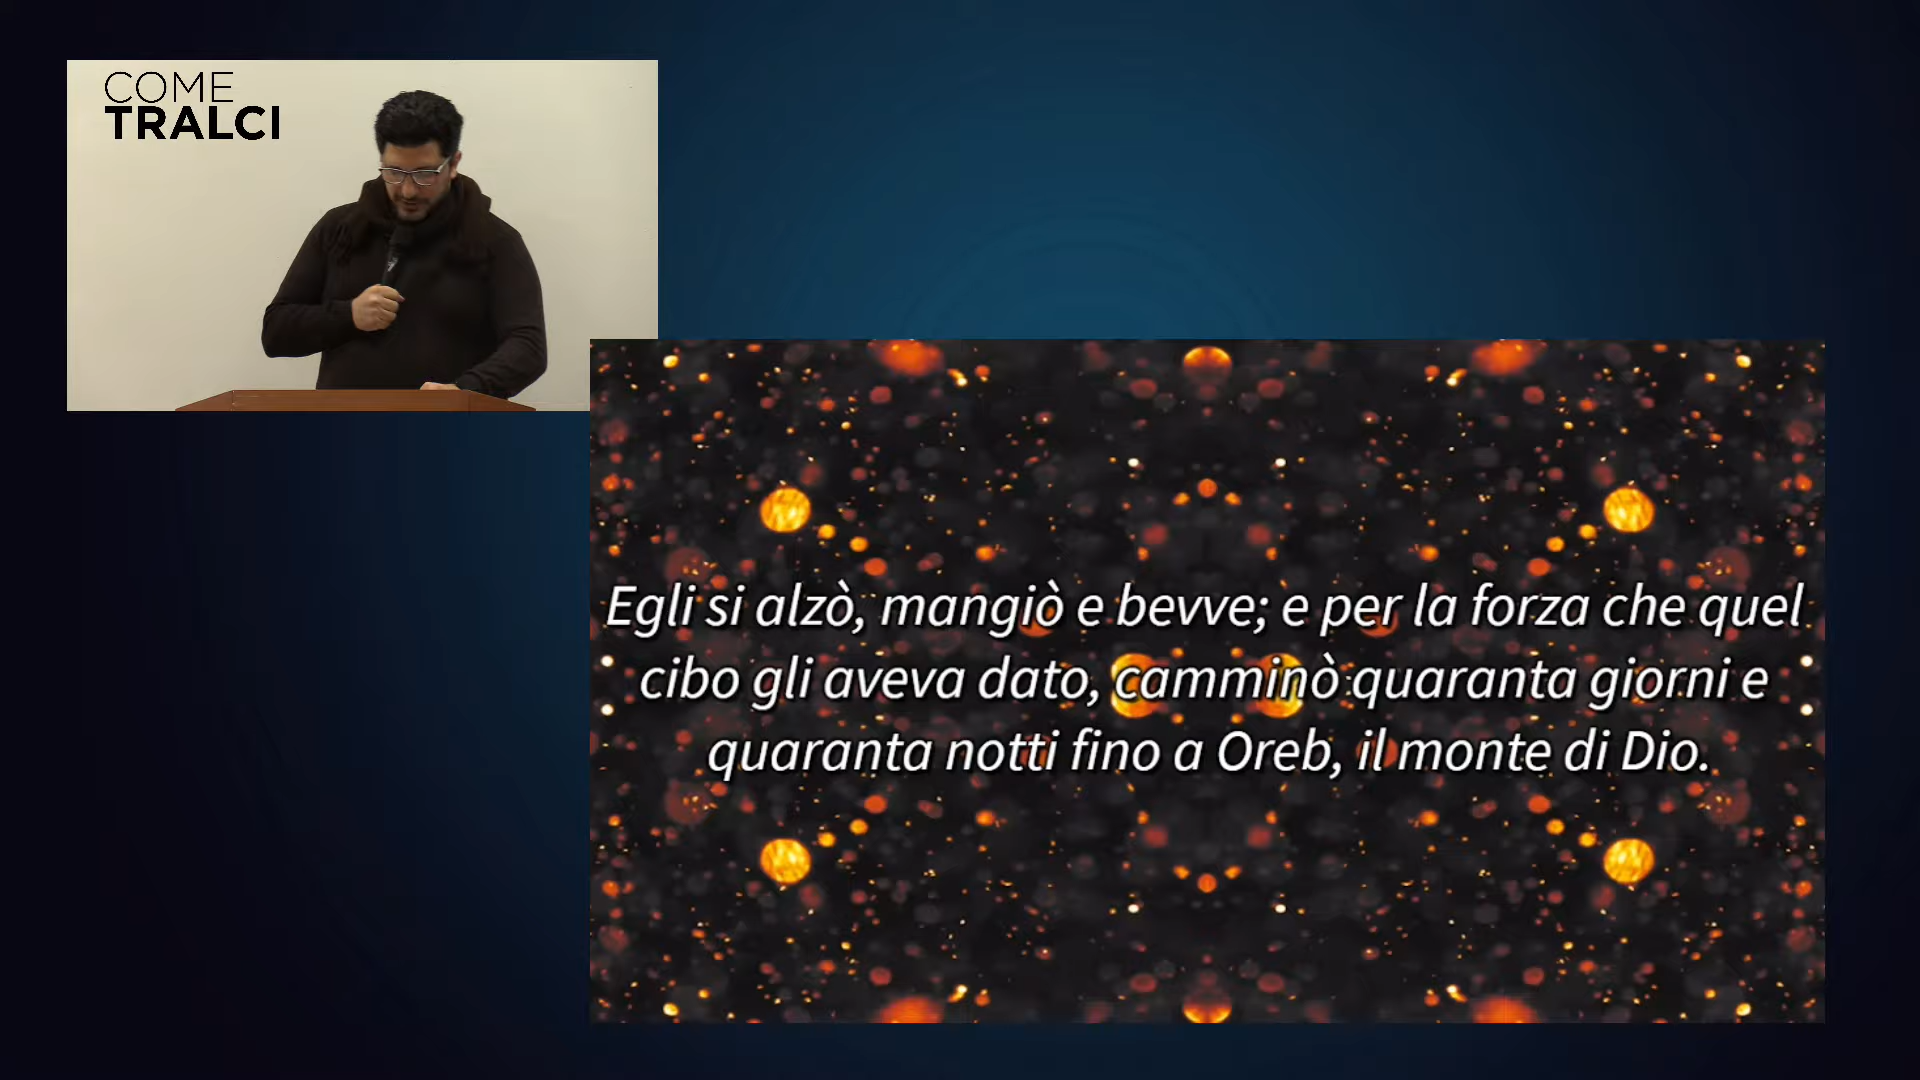 COME
TRALCI
Egli si alzò, mangiò e bevve; e per la forza che quel
cibo gli aveva dato, camminò quaranta giorni e
quaranta notti fino a Oreb, il monte di Dio.